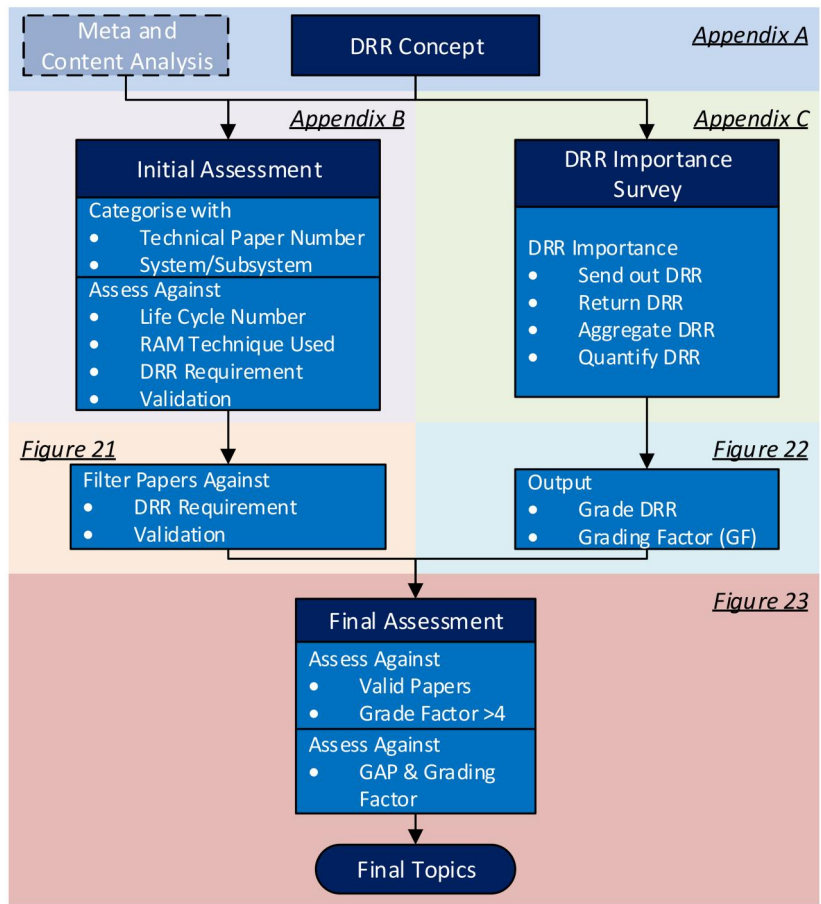 Meta and
Content Analysis
DRR Concept
Appendix A
Appendix B
Appendix C
Initial Assessment
Categorise with
• Technical Paper Number
• System/Subsystem
Assess Against
• Life Cycle Number
• RAM Technique Used
• DRR Requirement
• Validation
DRR Importance
Survey
DRR Importance
• Send out DRR
• Return DRR
• Aggregate DRR
• Quantify DRR
Figure 21
Filter Papers Against
• DRR Requirement
• Validation
Figure 22
Output
• Grade DRR
• Grading Factor (GF)
Figure 23
Final Assessment
Assess Against
• Valid Papers
• Grade Factor >4
Assess Against
• GAP & Grading
Factor
Final Topics